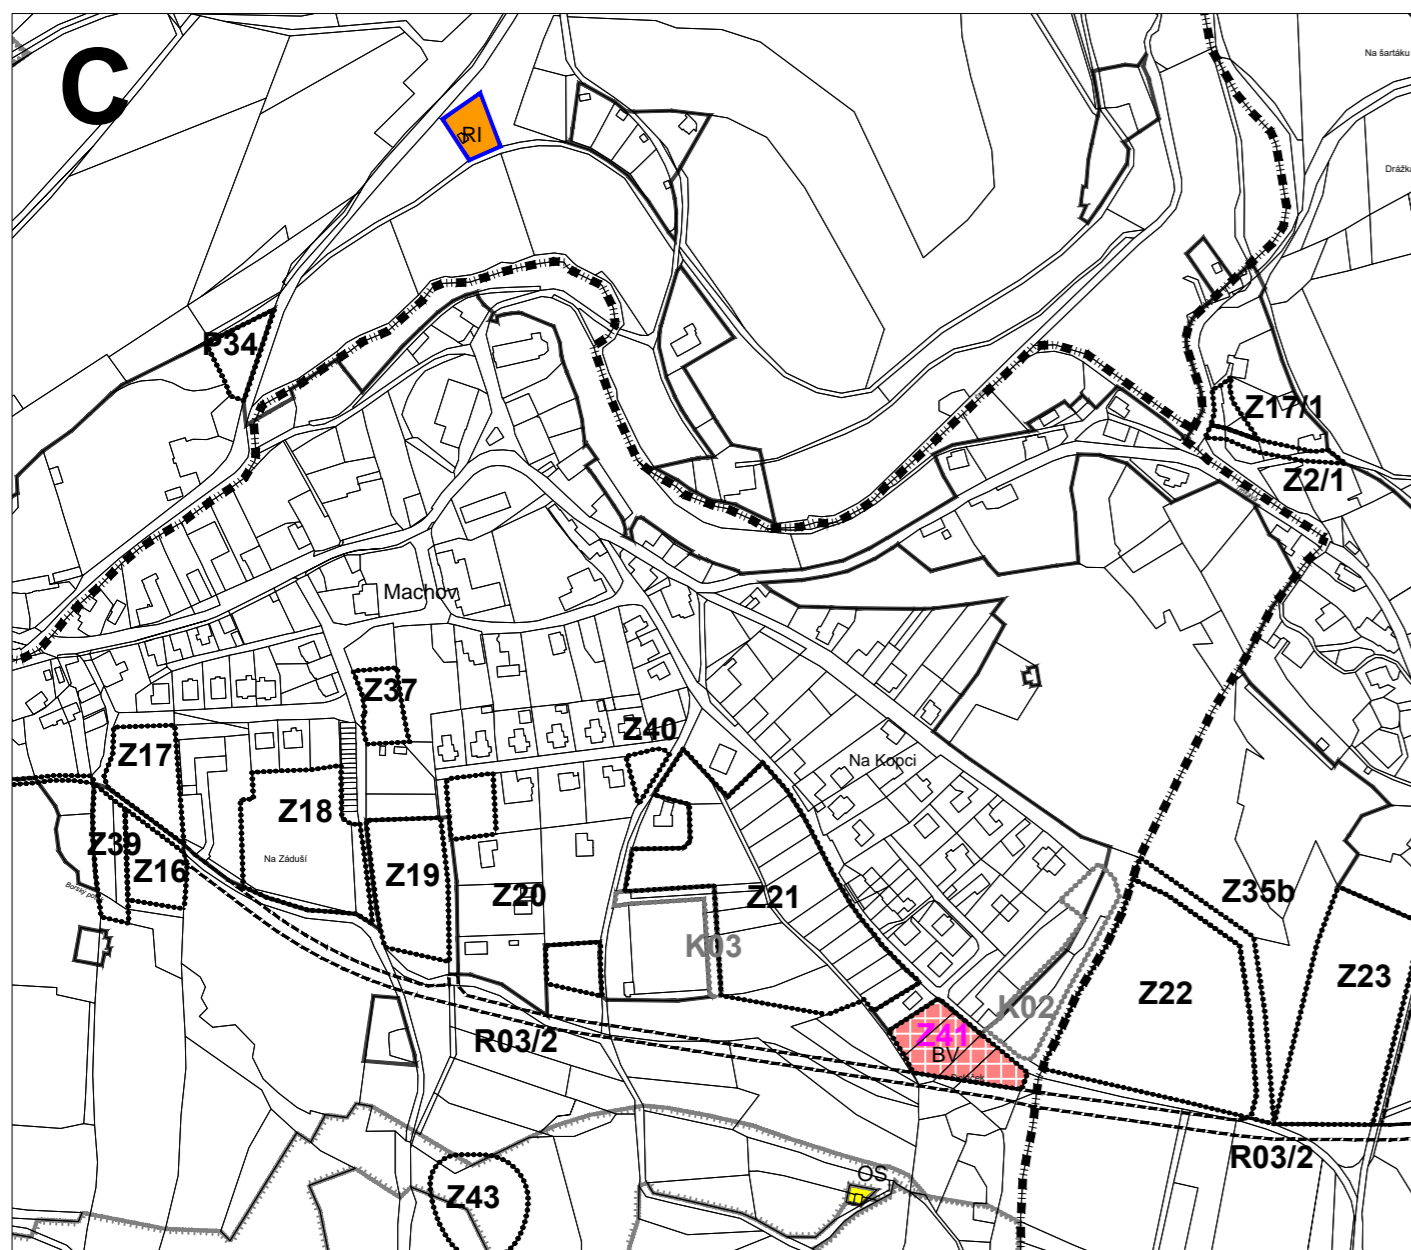 C
Na šartáku
RI
Drážka
P34
Z17/1
Z2/1
Machov
Z37
Z40
Z17
Na Kopci
Z18
Z39
Na Záduší
Z16
Z19
Z20
Z21
Z35b
K03
Z22
Z23
K02
R03/2
Z41
BV
R03/2
OS
Z43